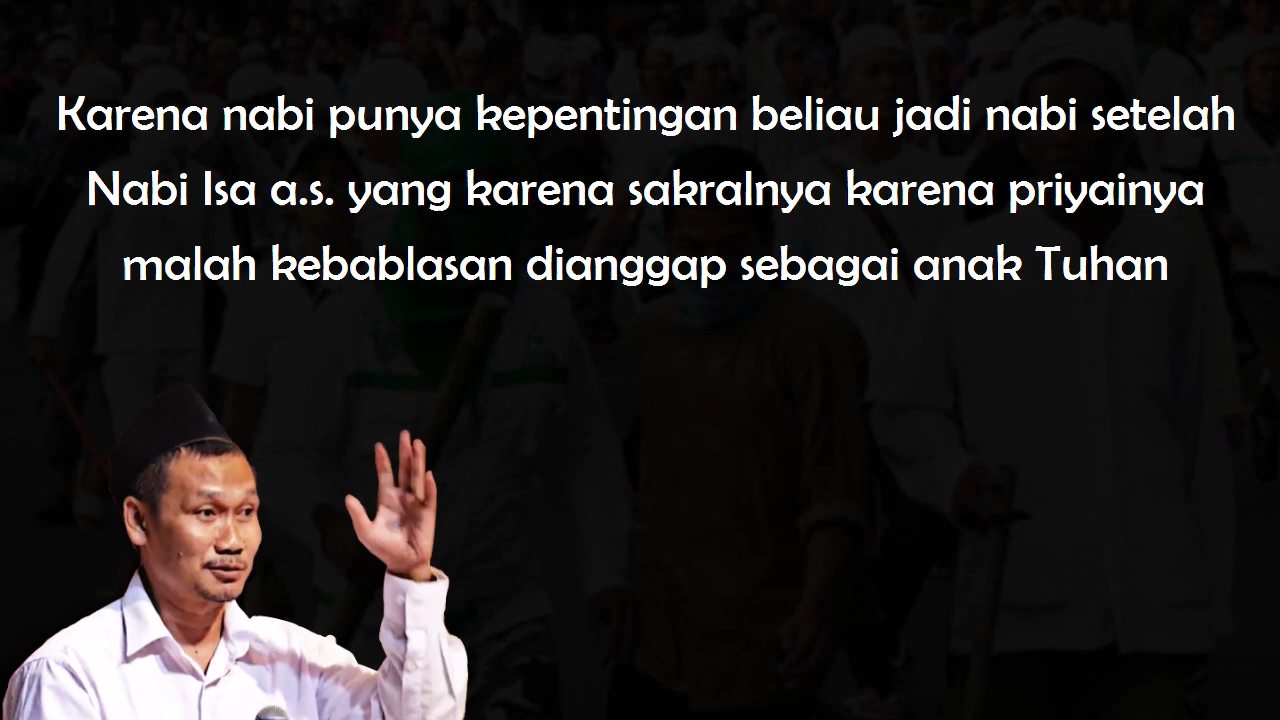 Karena nabi punya kepentingan beliau jadi nabi setelah
Nabi Isa a.s. yang karena sakralnya karena priyainya
malah kebablasan dianggap sebagai anak Tuhan